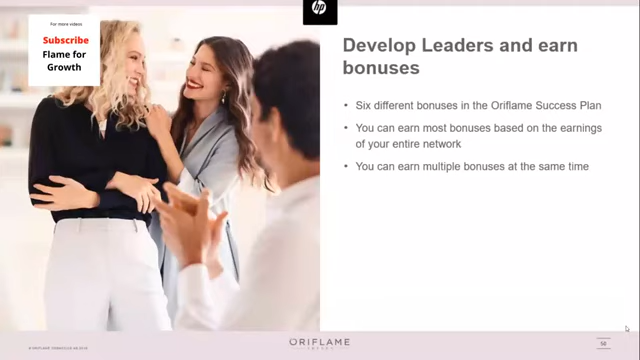 For more videos
Subscribe
Flame for
Growth
hp
Develop Leaders and earn
bonuses
• Six different bonuses in the Oriflame Success Plan
• You can earn most bonuses based on the earnings
of your entire network
• You can earn multiple bonuses at the same time
ORIFLAME
SWEDEN
50